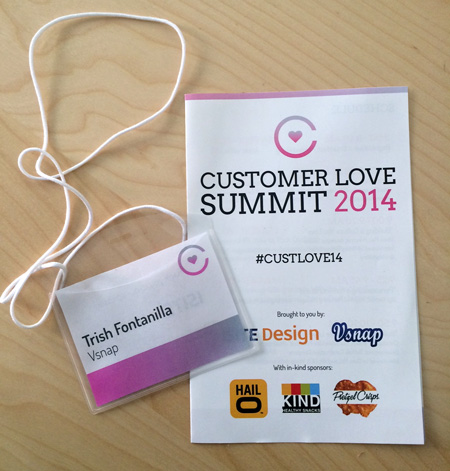 Trish Fontanilla
Vsnap
CUSTOMER LOVE
SUMMIT 2014
#CUSTLOVE14
Brought to you by:
TE Design Vsnap
With in-kind sponsors:
HAIL
O
KIND
HEALTHY SNACKS
Pretzel Crisps